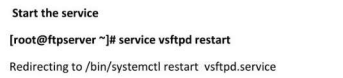 Start the service
[root@ftpserver ~]# service vsftpd restart
Redirecting to /bin/systemctl restart  vsftpd.service